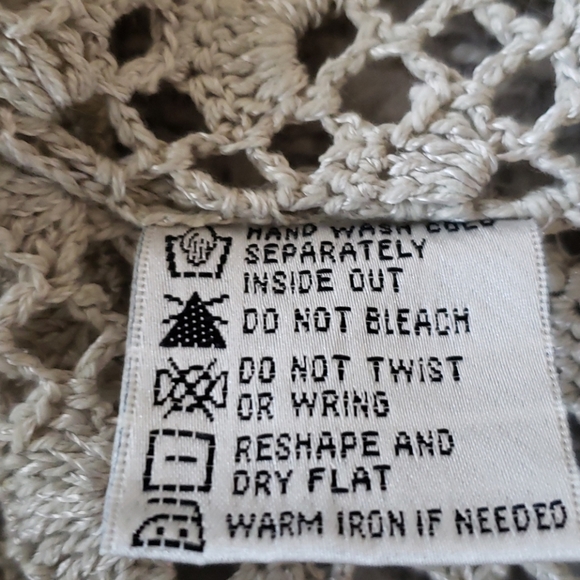 HAND WASH COLD
SEPARATELY
INSIDE OUT
DO NOT BLEACH
DO NOT TWIST
OR WRING
RESHAPE AND
DRY FLAT
WARM IRON IF NEEDED